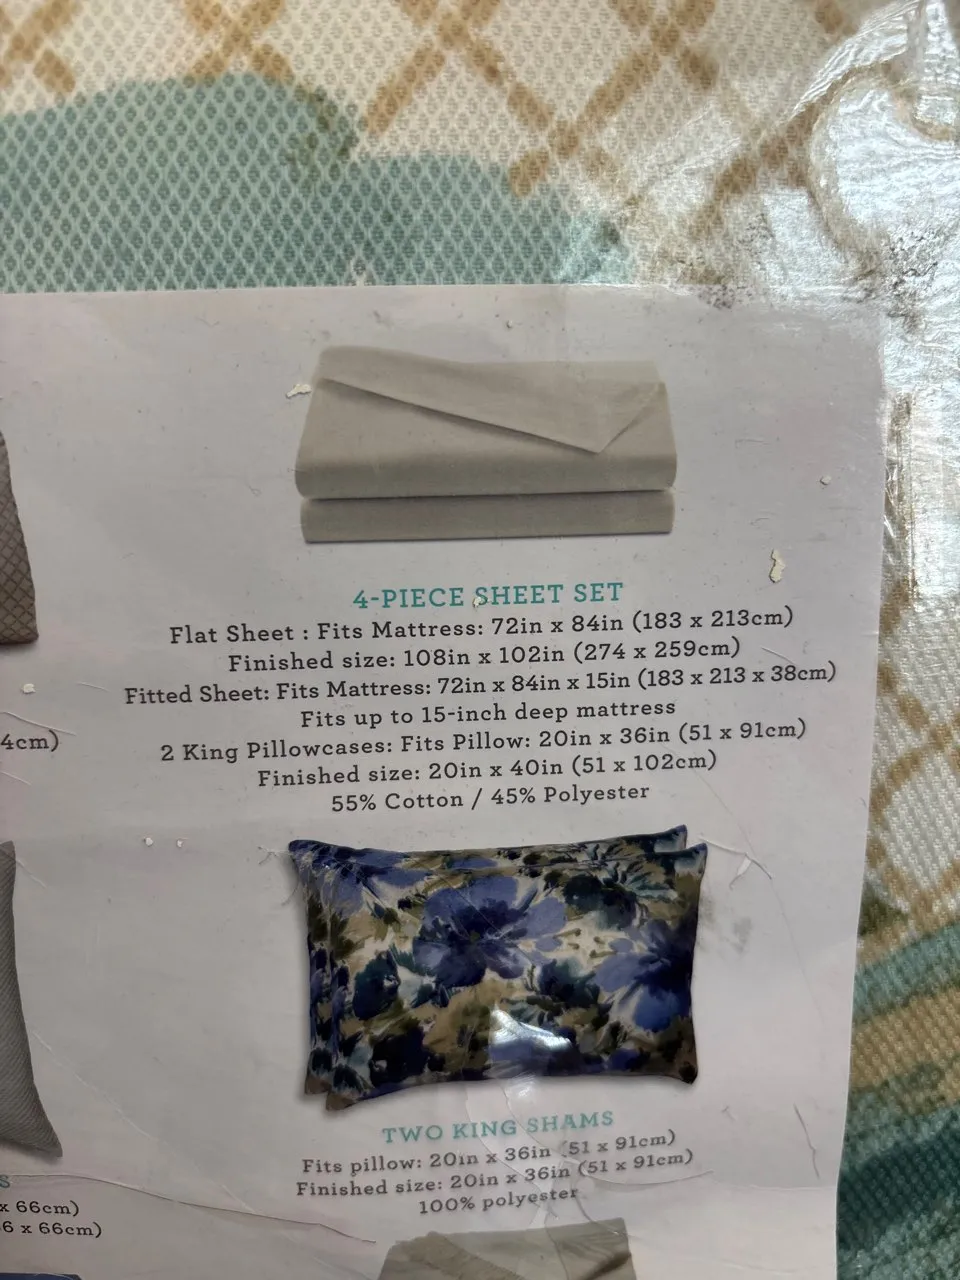 4-PIECE SHEET SET
Flat Sheet : Fits Mattress: 72in x 84in (183 x 213cm)
Finished size: 108in x 102in (274 x 259cm)
Fitted Sheet: Fits Mattress: 72in x 84in x 15in (183 x 213 x 38cm)
Fits up to 15-inch deep mattress
2 King Pillowcases: Fits Pillow: 20in x 36in (51 x 91cm)
Finished size: 20in x 40in (51 x 102cm)
55% Cotton / 45% Polyester
4cm)
TWO KING SHAMS
Fits pillow: 20in x 36in (51 x 91cm)
Finished size: 20in x 36in (51 x 91cm)
100% polyester
S
x 66cm)
6 x 66cm)